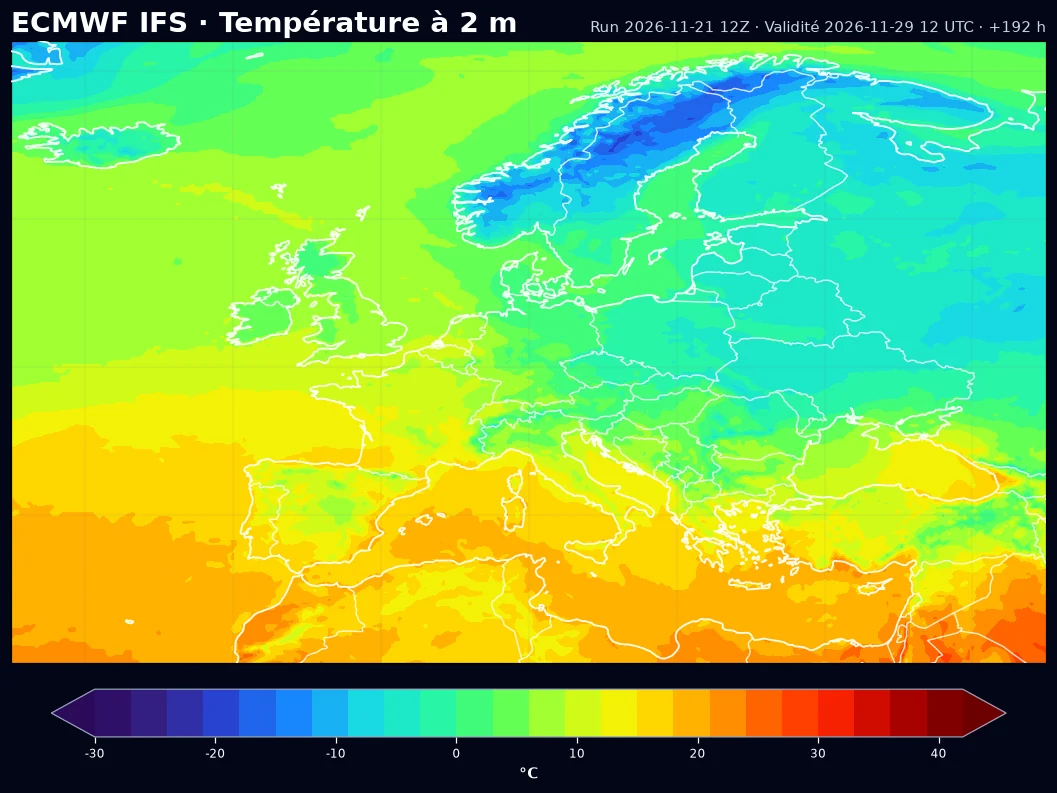 ECMWF IFS · Température à 2 m
Run 2026-11-21 12Z · Validité 2026-11-29 12 UTC · +192 h
-30 -20 -10 0 10 20 30 40
°C